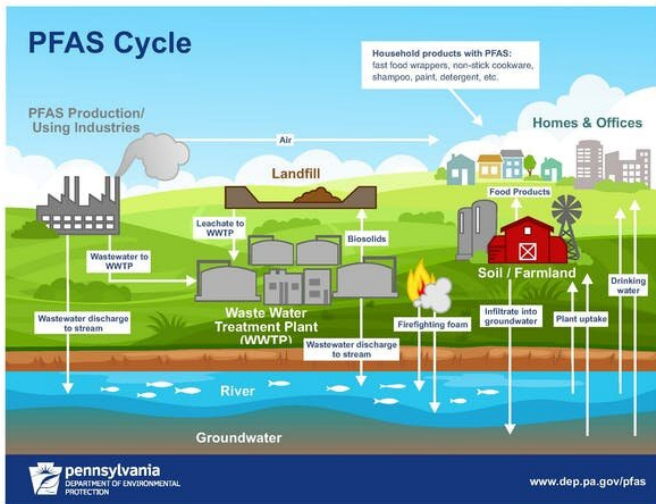 PFAS Cycle
Household products with PFAS:
fast food wrappers, non-stick cookware,
shampoo, paint, detergent, etc.
PFAS Production/
Using Industries
Air
Homes & Offices
Landfill
Food Products
Leachate to
WWTP
Biosolids
Wastewater to
WWTP
Soil / Farmland
Drinking
water
Waste Water
Treatment Plant
(WWTP)
Wastewater discharge
to stream
Firefighting foam
Infiltrate into
groundwater
Plant uptake
Wastewater discharge
to stream
River
Groundwater
pennsylvania
DEPARTMENT OF ENVIRONMENTAL
PROTECTION
www.dep.pa.gov/pfas